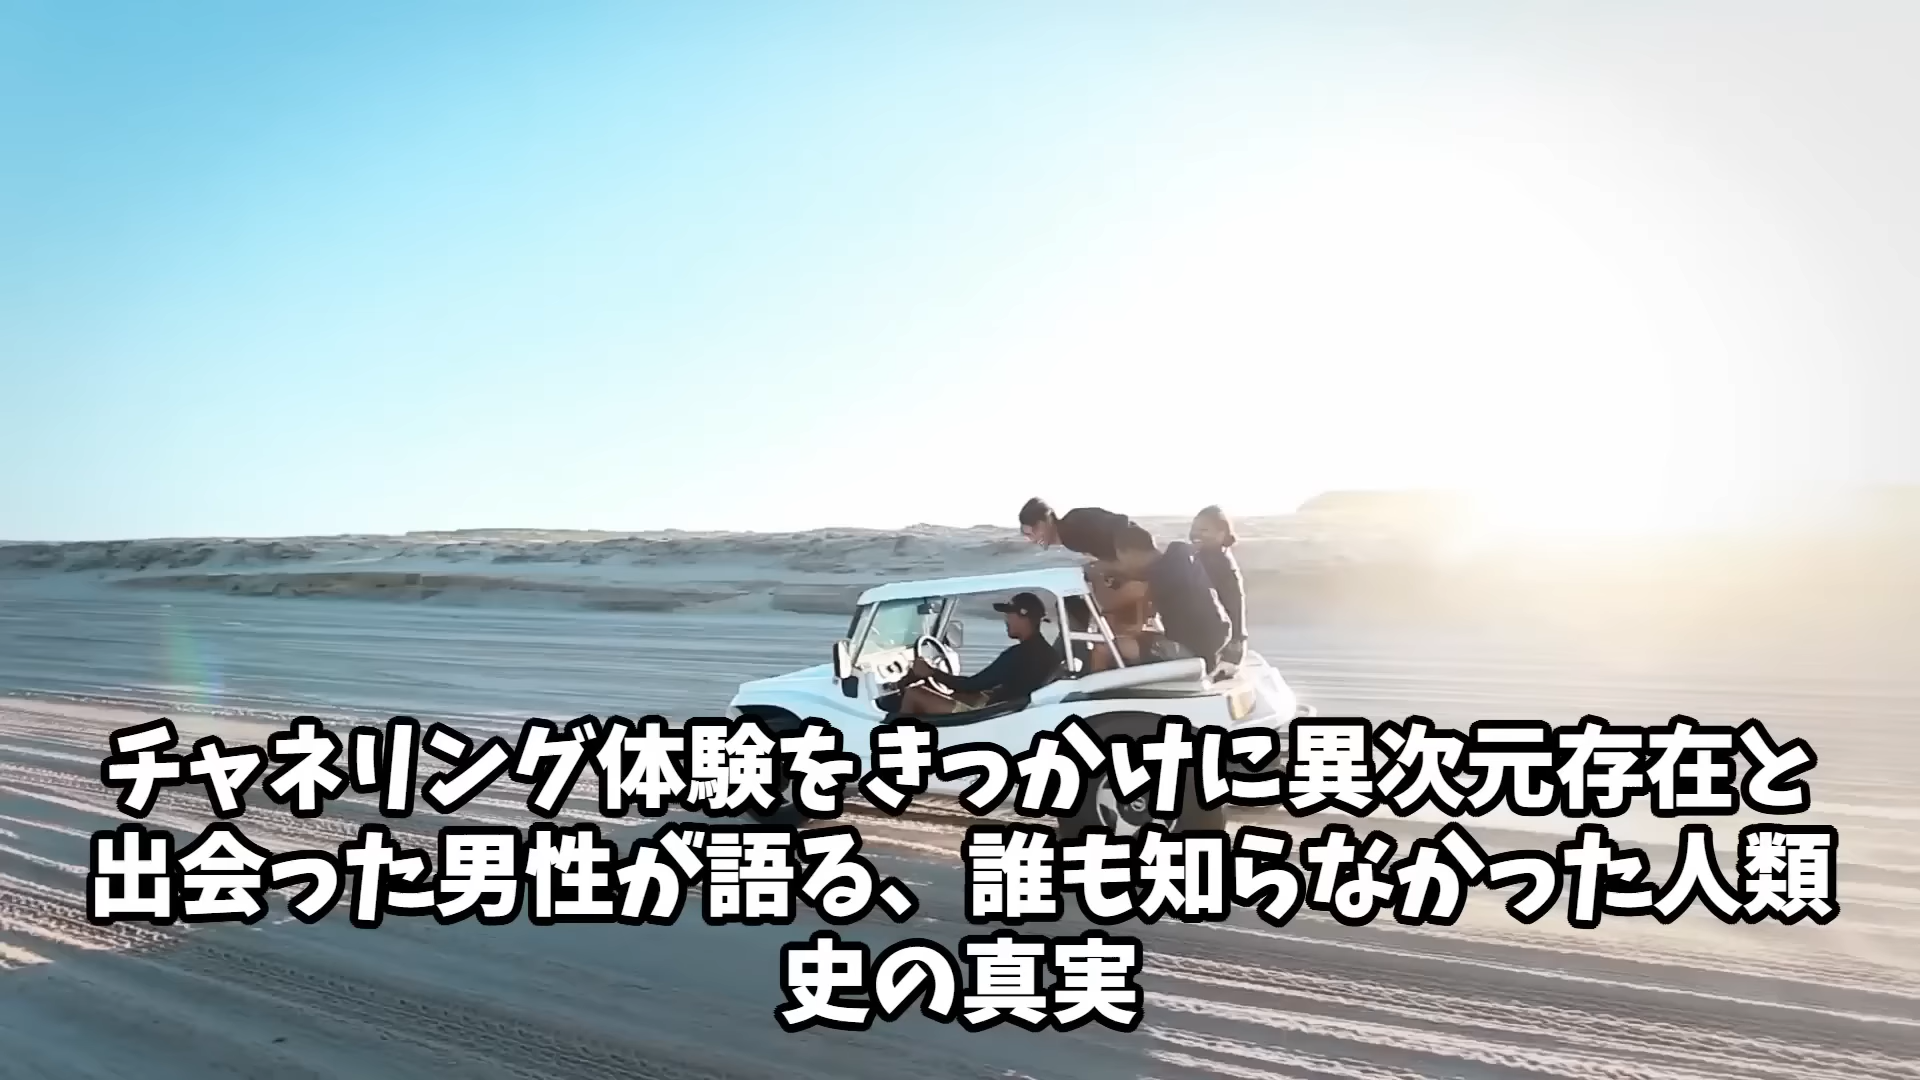 チャネリング体験をきっかけに異次元存在と
出会った男性が語る、誰も知らなかった人類
史の真実